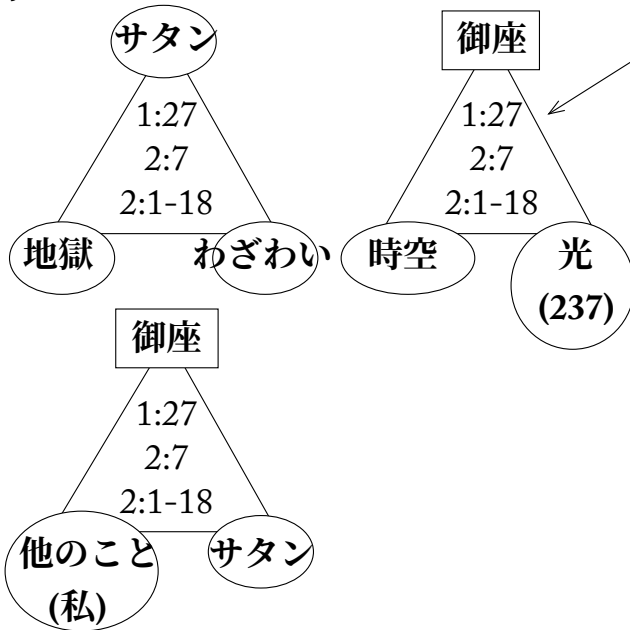 サタン
1:27
2:7
2:1-18
地獄
わざわい
御座
1:27
2:7
2:1-18
時空
光
(237)
御座
1:27
2:7
2:1-18
他のこと
(私)
サタン